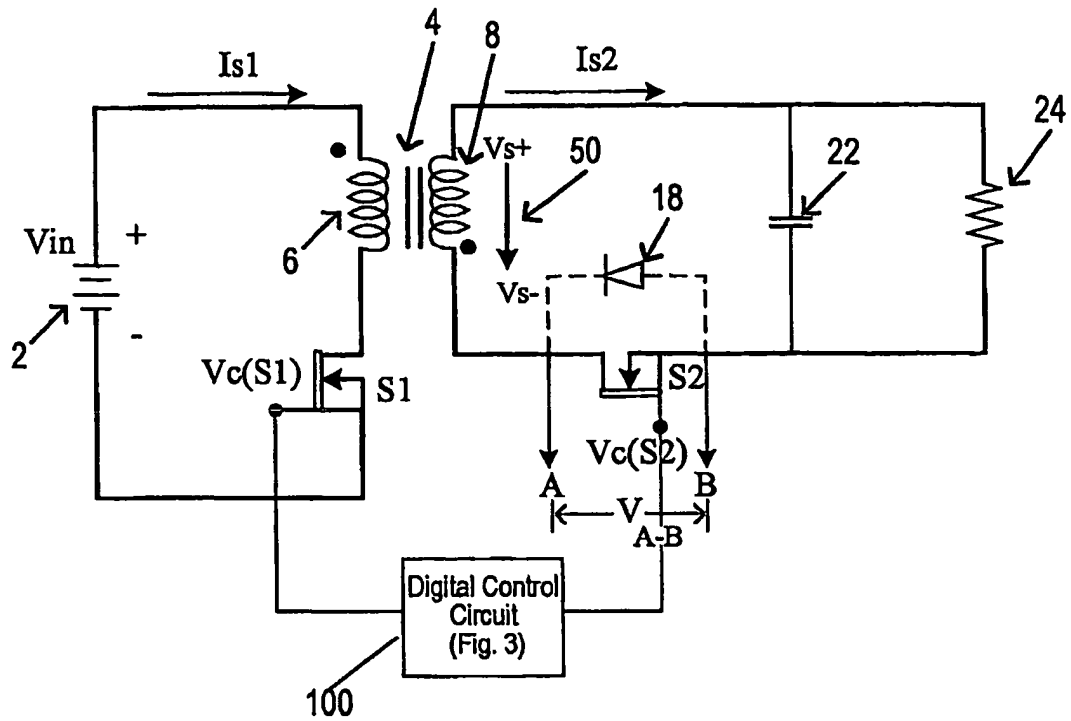 4
8
Is1
Is2
24
Vs+
50
22
18
Vin
+
6
Vs-
2
-
Vc(S1)
S1
S2
Vc(S2)
A
B
V
A-B
Digital Control
Circuit
(Fig. 3)
100